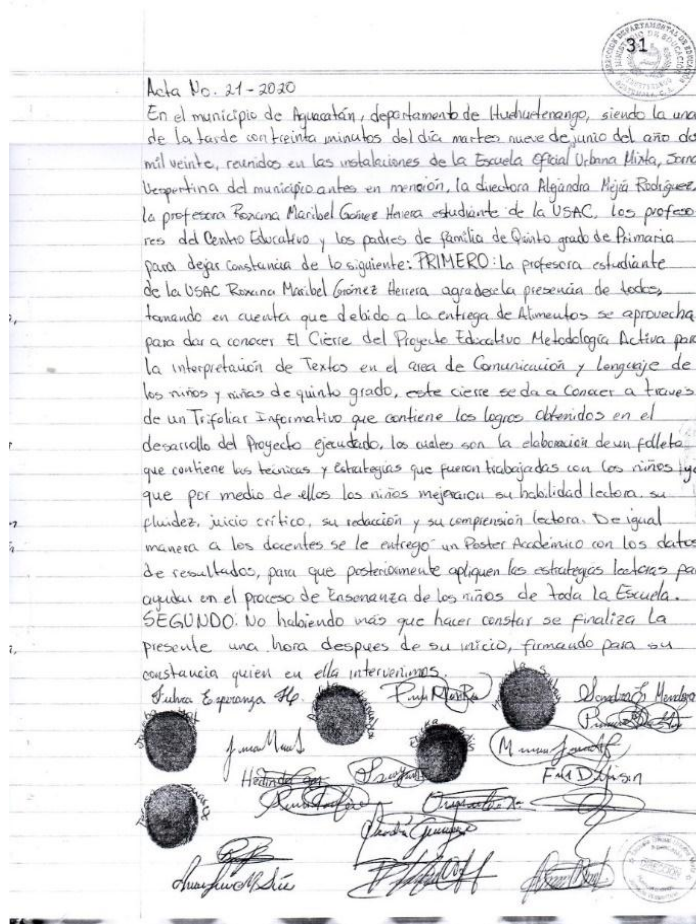 31
Acta No. 21-2020
En el municipio de Aguacatán, departamento de Huehuetenango, siendo la una
de la tarde con treinta minutos del día martes nueve de junio del año do
mil veinte, reunidos en las instalaciones de la Escuela Oficial Urbana Mixta, Jorna
Vespertina del municipio antes en mención, la directora Alejandra Mejía Rodríguez,
la profesora Roxana Maribel Gómez Herrera estudiante de la USAC, los profeso
res del Centro Educativo y los padres de familia de Quinto grado de Primaria
para dejar constancia de lo siguiente: PRIMERO: La profesora estudiante
de la USAC Roxana Maribel Gómez Herrera agradece la presencia de todos,
tomando en cuenta que debido a la entrega de Alimentos se aprovecha
para dar a conocer El Cierre del Proyecto Educativo Metodología Activa para
la interpretación de Textos en el area de Comunicación y Lenguaje de
los niños y niñas de quinto grado, este cierre se da a conocer a traves
de un Trifoliar Informativo que contiene los logros obtenidos en el
desarrollo del Proyecto ejecutado, los cuales son la elaboración de un folleto
que contiene las tecnicas y estrategias que fueron trabajadas con los niños ya
que por medio de ellos los niños mejoraron su habilidad lectora, su
fluidez, juicio crítico, su redacción y su comprensión lectora. De igual
manera a los docentes se le entregó un Poster Academico con los datos
de resultados, para que posteriormente apliquen las estrategias lectoras pa
ayudar en el proceso de Ensenanza de los niños de toda la Escuela.
SEGUNDO: No habiendo más que hacer constar se finaliza la
presente una hora despues de su inicio, firmando para su
constancia quien en ella intervenimos.
Esperanza